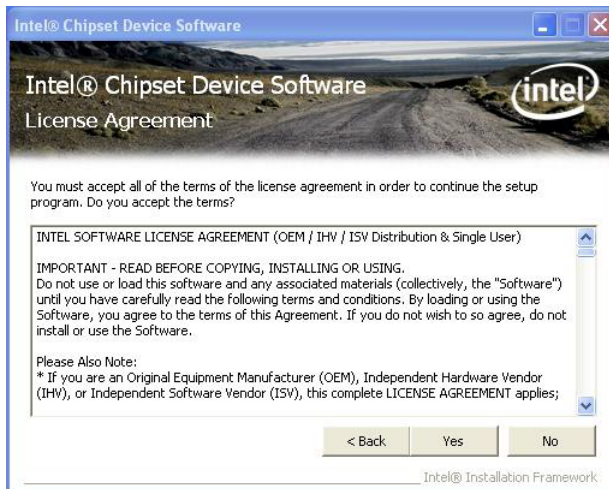 Intel® Chipset Device Software
Intel® Chipset Device Software
intel
License Agreement
You must accept all of the terms of the license agreement in order to continue the setup
program. Do you accept the terms?
INTEL SOFTWARE LICENSE AGREEMENT (OEM / IHV / ISV Distribution & Single User)
IMPORTANT - READ BEFORE COPYING, INSTALLING OR USING.
Do not use or load this software and any associated materials (collectively, the "Software")
until you have carefully read the following terms and conditions. By loading or using the
Software, you agree to the terms of this Agreement. If you do not wish to so agree, do not
install or use the Software.
Please Also Note:
* If you are an Original Equipment Manufacturer (OEM), Independent Hardware Vendor
(IHV), or Independent Software Vendor (ISV), this complete LICENSE AGREEMENT applies;
< Back Yes No
Intel® Installation Framework